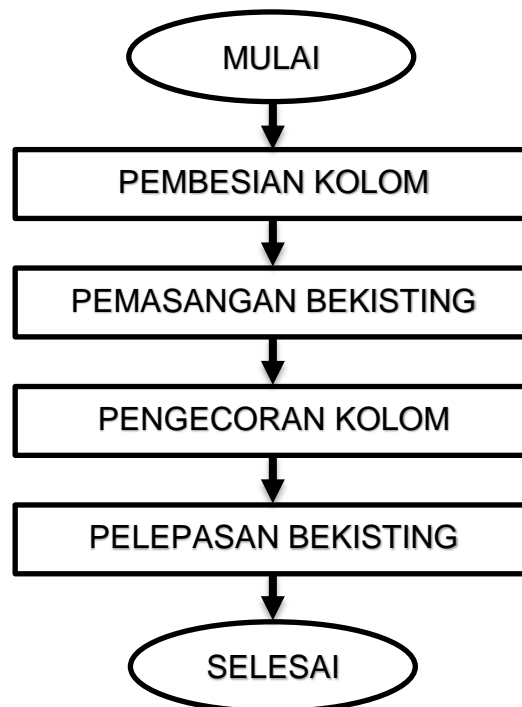 MULAI
PEMBESIAN KOLOM
PEMASANGAN BEKISTING
PENGECORAN KOLOM
PELEPASAN BEKISTING
SELESAI